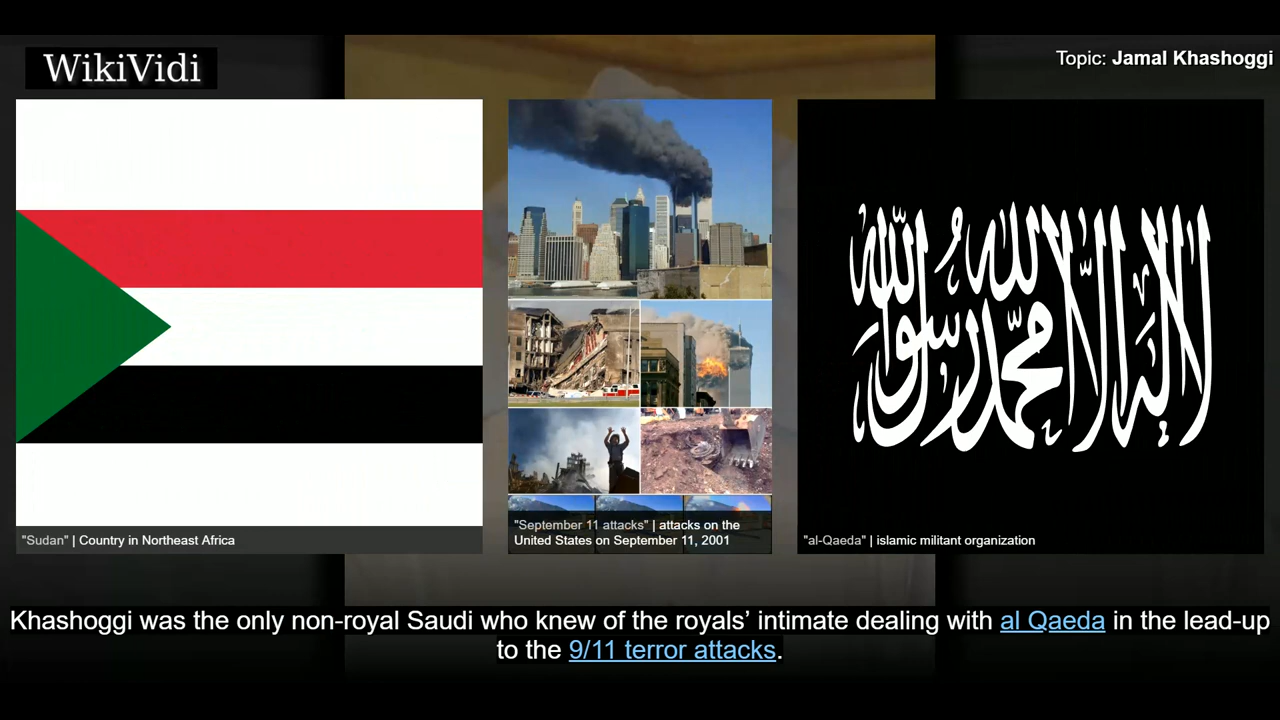 WikiVidi
Topic: Jamal Khashoggi
لا إله إلا الله محمد رسول الله
"Sudan" | Country in Northeast Africa
"September 11 attacks" | attacks on the
United States on September 11, 2001
"al-Qaeda" | islamic militant organization
Khashoggi was the only non-royal Saudi who knew of the royals’ intimate dealing with al Qaeda in the lead-up
to the 9/11 terror attacks.